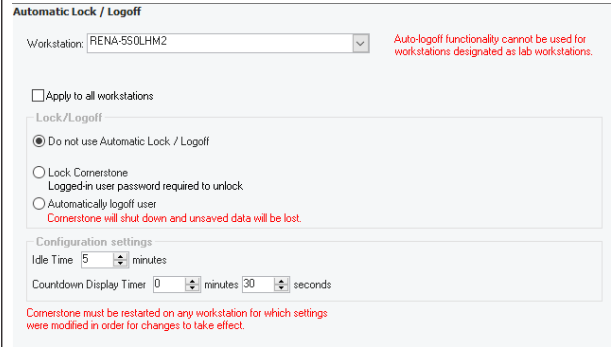 Automatic Lock / Logoff
Workstation: RENA-5S0LHM2
Auto-logoff functionality cannot be used for
workstations designated as lab workstations.
Apply to all workstations
Lock/Logoff
Do not use Automatic Lock / Logoff
Lock Cornerstone
Logged-in user password required to unlock
Automatically logoff user
Cornerstone will shut down and unsaved data will be lost.
Configuration settings
Idle Time 5 minutes
Countdown Display Timer 0 minutes 30 seconds
Cornerstone must be restarted on any workstation for which settings
were modified in order for changes to take effect.